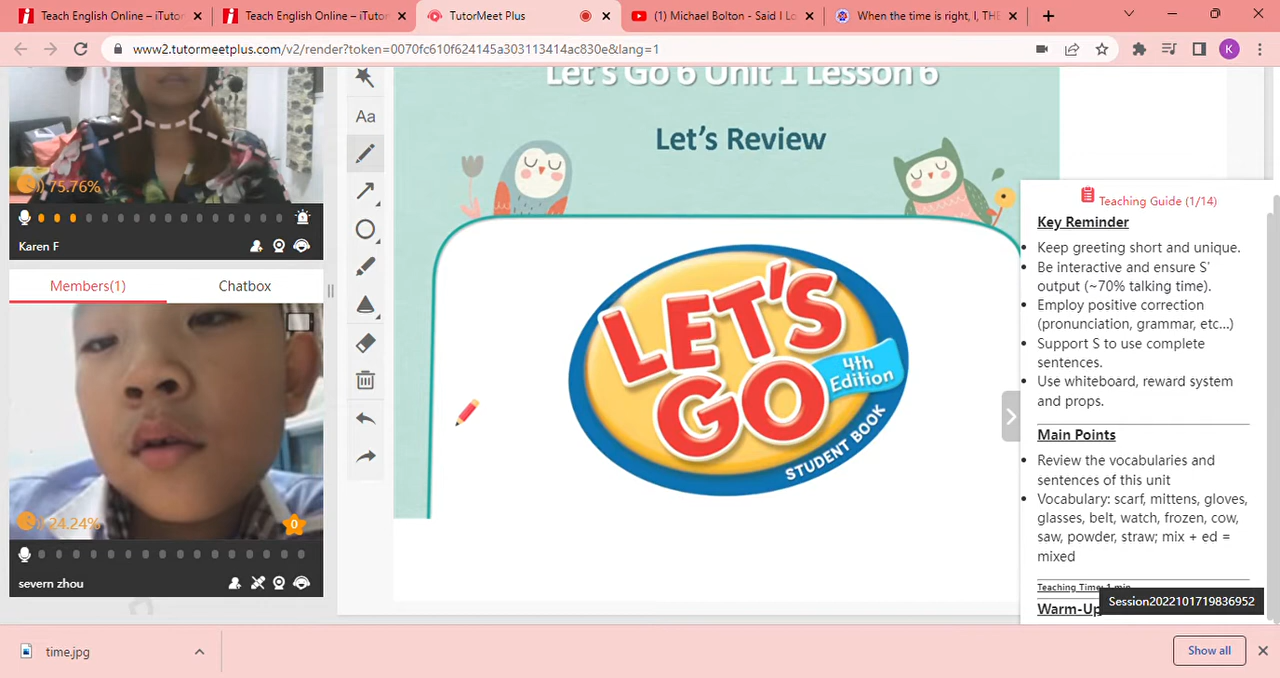 Teach English Online – iTutor
Teach English Online – iTutor
TutorMeet Plus
(1) Michael Bolton - Said I Lo
When the time is right, I, THE
www2.tutormeetplus.com/v2/render?token=0070fc610f624145a303113414ac830e&lang=1
K
75.76%
Karen F
Members(1)
Chatbox
24.24%
0
severn zhou
Aa
Let's Go 6 Unit 1 Lesson 6
Let's Review
LET'S
GO
4th
Edition
STUDENT BOOK
Teaching Guide (1/14)
Key Reminder
Keep greeting short and unique.
Be interactive and ensure S'
output (~70% talking time).
Employ positive correction
(pronunciation, grammar, etc...)
Support S to use complete
sentences.
Use whiteboard, reward system
and props.
Main Points
Review the vocabularies and
sentences of this unit
Vocabulary: scarf, mittens, gloves,
glasses, belt, watch, frozen, cow,
saw, powder, straw; mix + ed =
mixed
Teaching Time: 1 min
Warm-Up
Session2022101719836952
time.jpg
Show all